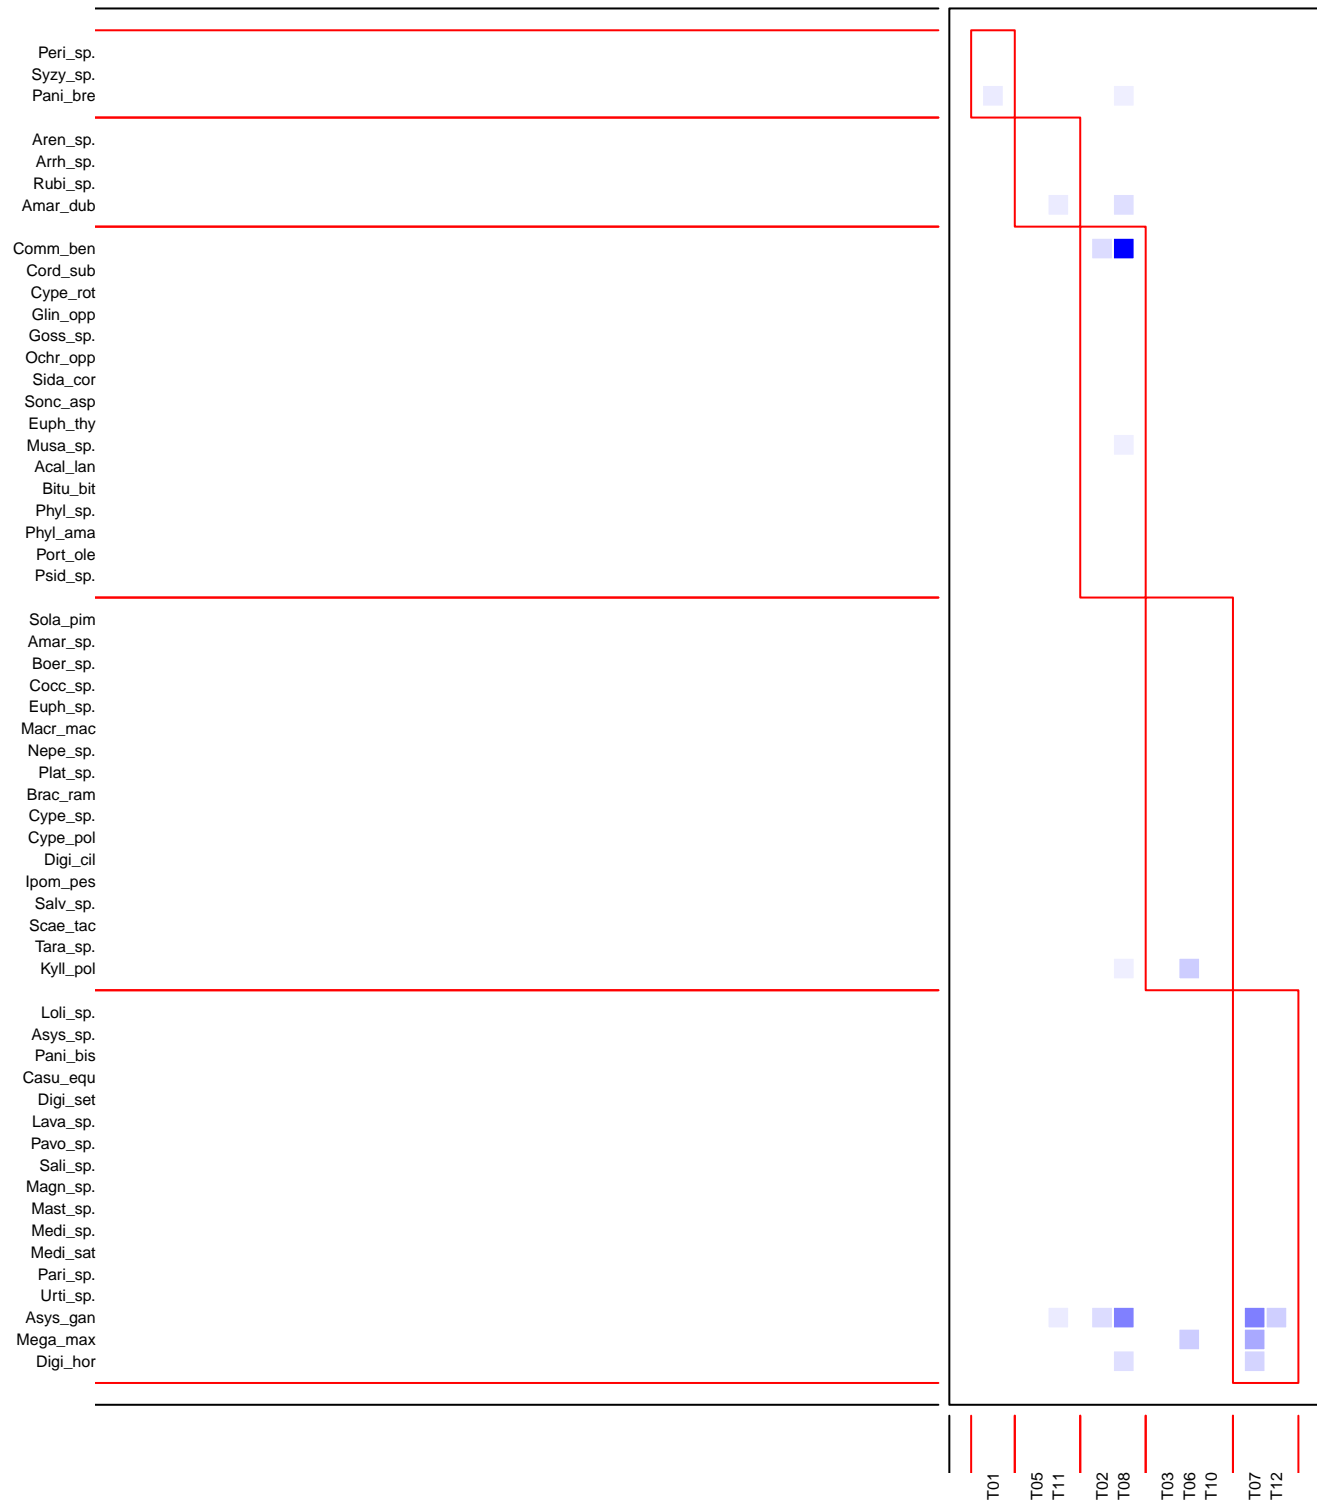 Peri_sp.
Syzy_sp.
Pani_bre
Aren_sp.
Arrh_sp.
Rubi_sp.
Amar_dub
Comm_ben
Cord_sub
Cype_rot
Glin_opp
Goss_sp.
Ochr_opp
Sida_cor
Sonc_asp
Euph_thy
Musa_sp.
Acal_lan
Bitu_bit
Phyl_sp.
Phyl_ama
Port_ole
Psid_sp.
Sola_pim
Amar_sp.
Boer_sp.
Cocc_sp.
Euph_sp.
Macr_mac
Nepe_sp.
Plat_sp.
Brac_ram
Cype_sp.
Cype_pol
Digi_cil
Ipom_pes
Salv_sp.
Scae_tac
Tara_sp.
Kyll_pol
Loli_sp.
Asys_sp.
Pani_bis
Casu_equ
Digi_set
Lava_sp.
Pavo_sp.
Sali_sp.
Magn_sp.
Mast_sp.
Medi_sp.
Medi_sat
Pari_sp.
Urti_sp.
Asys_gan
Mega_max
Digi_hor
T01
T05
T11
T02
T08
T03
T06
T10
T07
T12